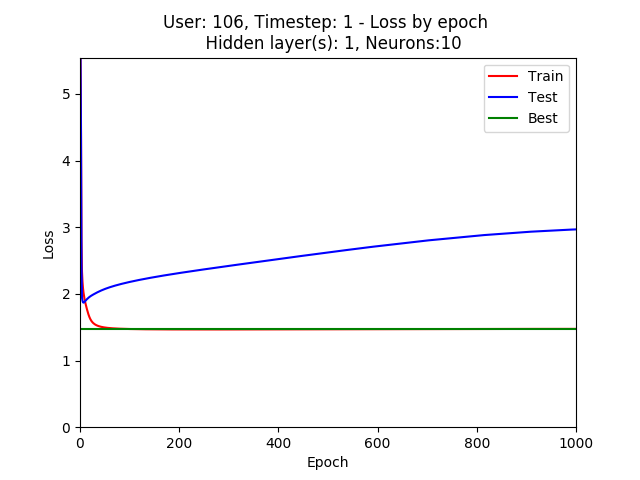 User: 106, Timestep: 1 - Loss by epoch
Hidden layer(s): 1, Neurons:10
Train
Test
Best
5
4
3
2
1
0
Loss
0 200 400 600 800 1000
Epoch